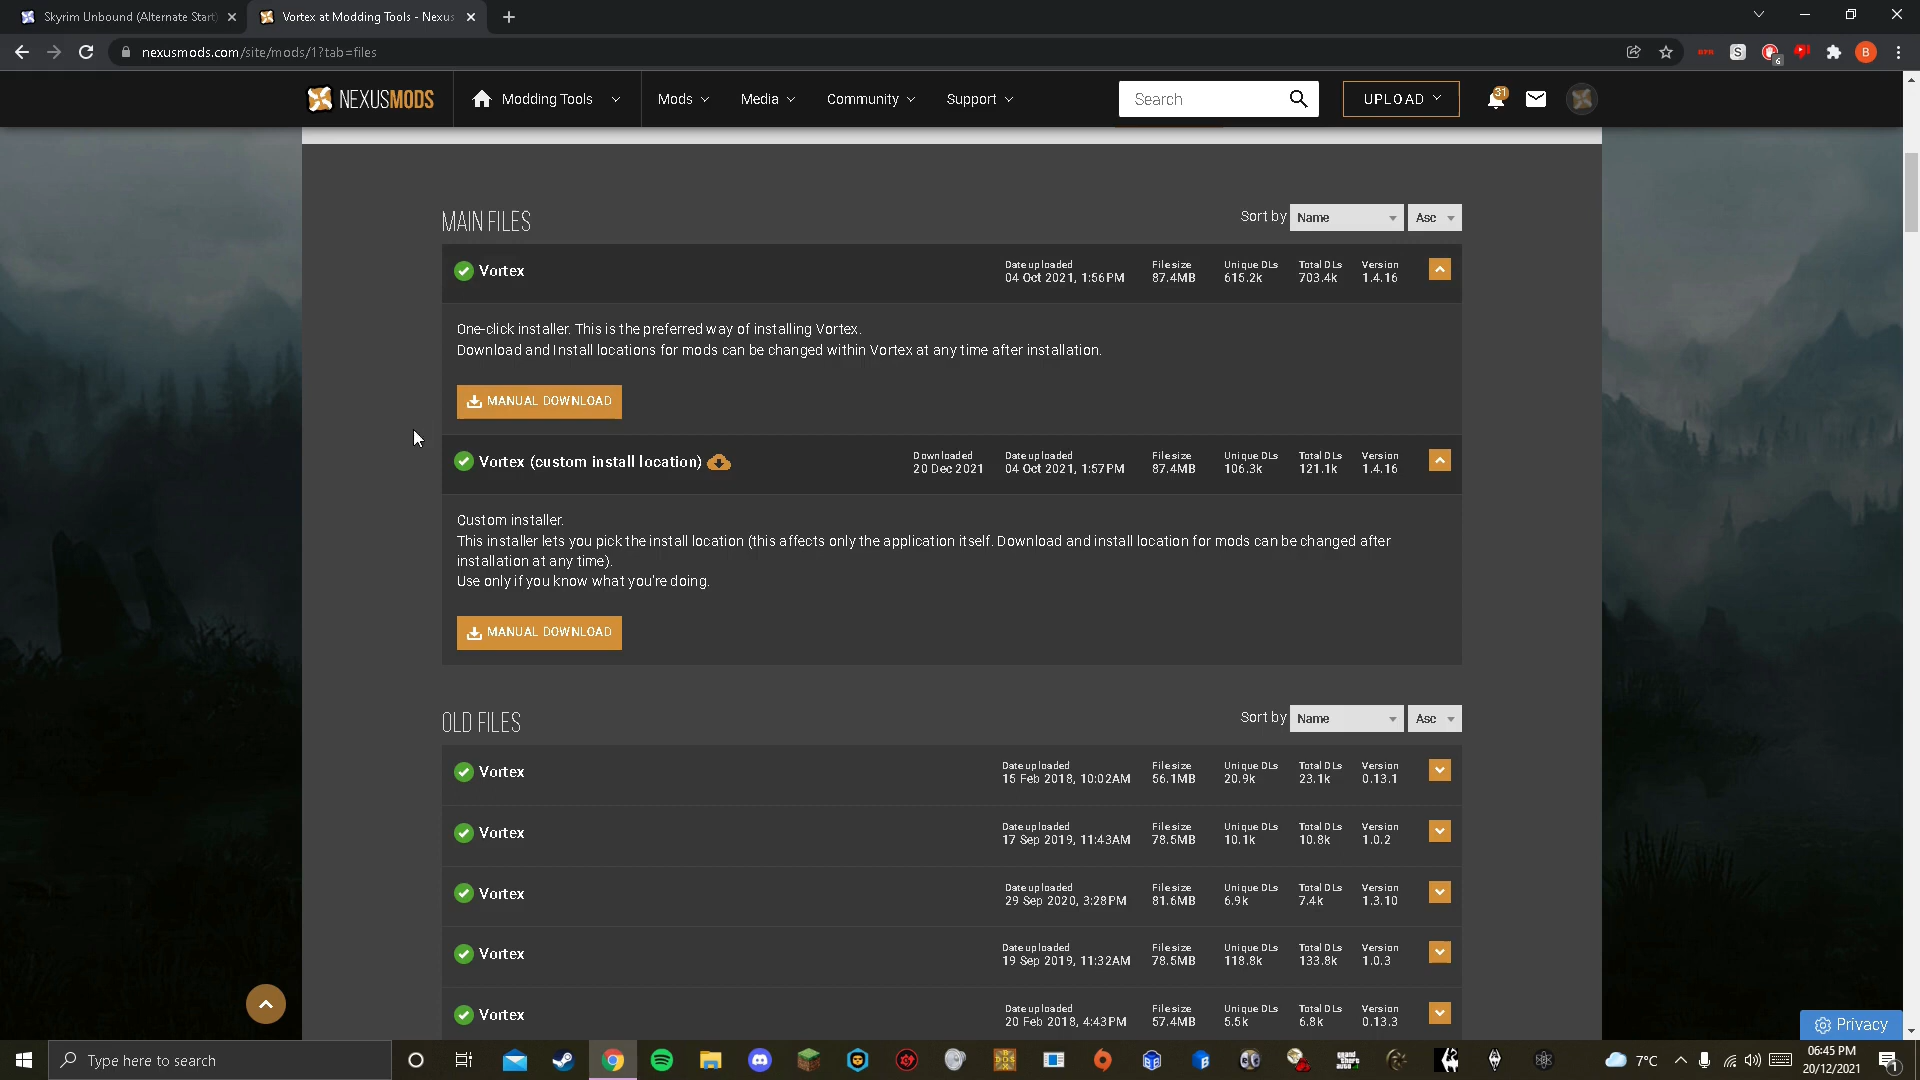 Skyrim Unbound (Alternate Start)
Vortex at Modding Tools - Nexus
nexusmods.com/site/mods/1?tab=files
NEXUSMODS
Modding Tools
Mods
Media
Community
Support
Search
UPLOAD
31
MAIN FILES
Sort by Name Asc
Vortex
Date uploaded
04 Oct 2021, 1:56PM
File size
87.4MB
Unique DLs
615.2k
Total DLs
703.4k
Version
1.4.16
One-click installer. This is the preferred way of installing Vortex.
Download and Install locations for mods can be changed within Vortex at any time after installation.
MANUAL DOWNLOAD
Vortex (custom install location)
Downloaded
20 Dec 2021
Date uploaded
04 Oct 2021, 1:57PM
File size
87.4MB
Unique DLs
106.3k
Total DLs
121.1k
Version
1.4.16
Custom installer.
This installer lets you pick the install location (this affects only the application itself. Download and install location for mods can be changed after
installation at any time).
Use only if you know what you're doing.
MANUAL DOWNLOAD
OLD FILES
Sort by Name Asc
Vortex
Date uploaded
15 Feb 2018, 10:02AM
File size
56.1MB
Unique DLs
20.9k
Total DLs
23.1k
Version
0.13.1
Vortex
Date uploaded
17 Sep 2019, 11:43AM
File size
78.5MB
Unique DLs
10.1k
Total DLs
10.8k
Version
1.0.2
Vortex
Date uploaded
29 Sep 2020, 3:28PM
File size
81.6MB
Unique DLs
6.9k
Total DLs
7.4k
Version
1.3.10
Vortex
Date uploaded
19 Sep 2019, 11:32AM
File size
78.5MB
Unique DLs
118.8k
Total DLs
133.8k
Version
1.0.3
Vortex
Date uploaded
20 Feb 2018, 4:43PM
File size
57.4MB
Unique DLs
5.5k
Total DLs
6.8k
Version
0.13.3
Privacy
Type here to search
7°C
06:45 PM
20/12/2021
1
S
6
B